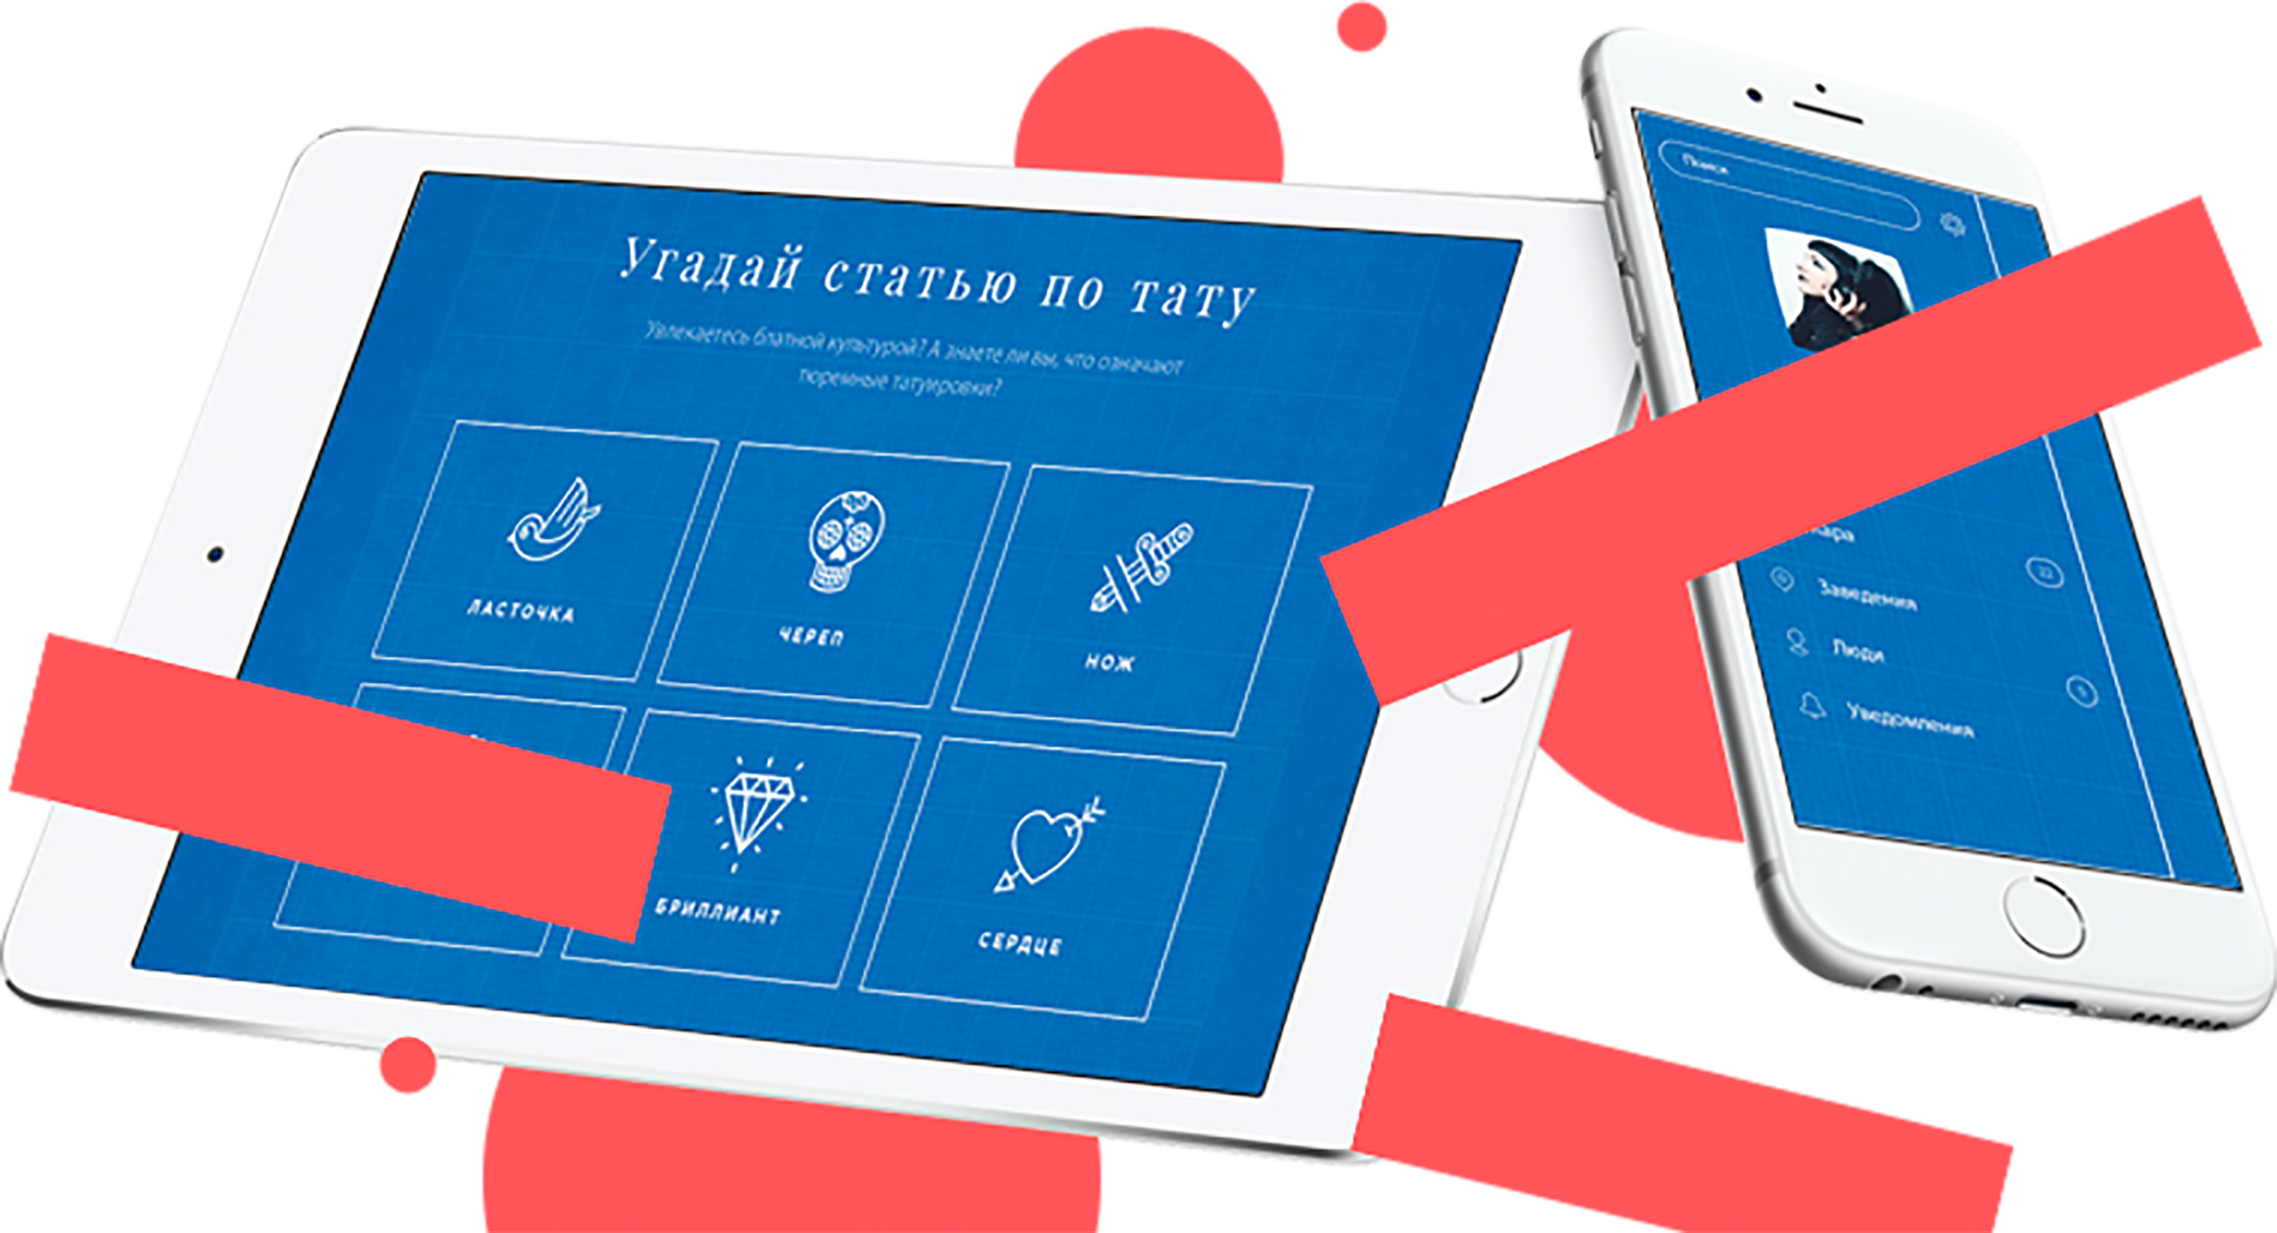 Угадай статью по тату
Увлекаетесь блатной культурой? А знаете ли вы, что означают
тюремные татуировки?
ЛАСТОЧКА
ЧЕРЕП
НОЖ
БРИЛЛИАНТ
СЕРДЦЕ
Поиск
Заведения
22
Люди
Уведомления